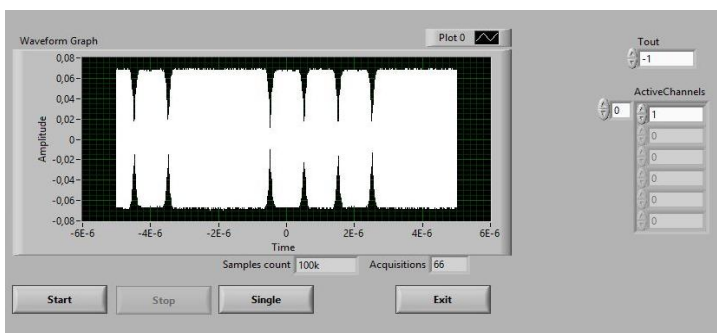 Waveform Graph
Plot 0
Amplitude
0,08
0,06
0,04
0,02
0
-0,02
-0,04
-0,06
-0,08
-6E-6 -4E-6 -2E-6 0 2E-6 4E-6 6E-6
Time
Samples count 100k Acquisitions 66
Start Stop Single Exit
Tout
-1
ActiveChannels
0 1
0
0
0
0
0